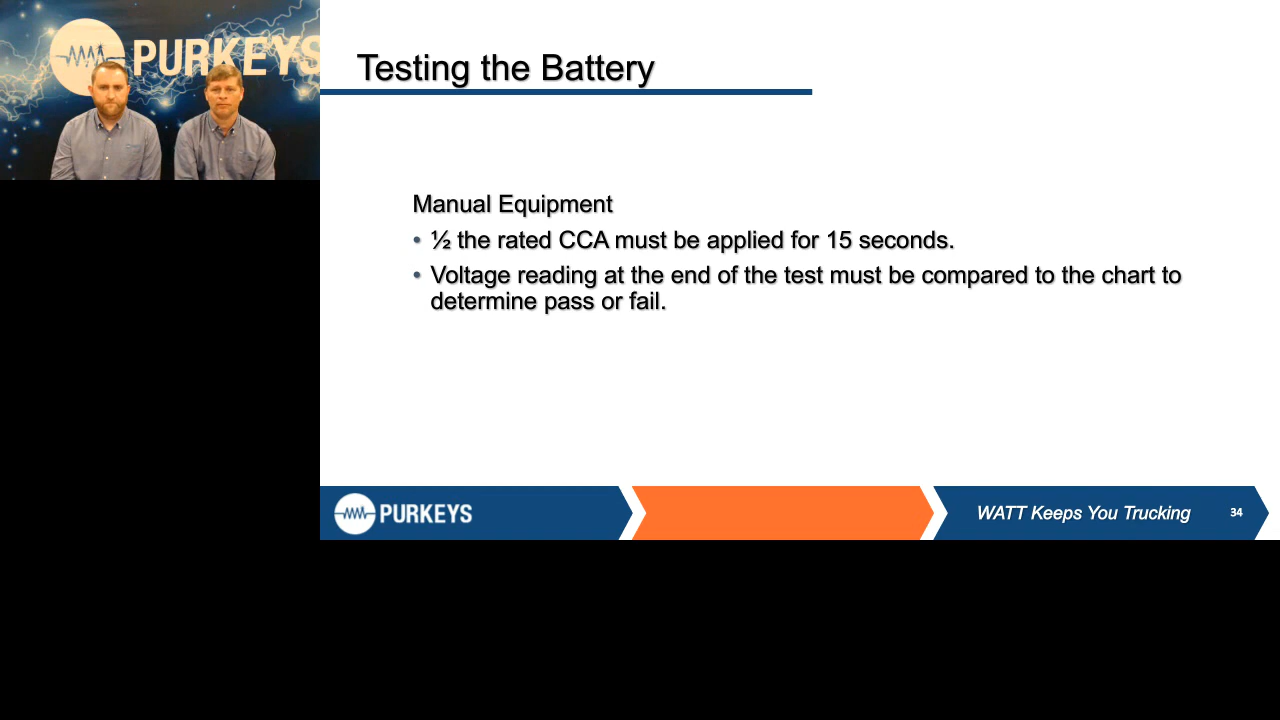 PURKEYS
Testing the Battery
Manual Equipment
• ½ the rated CCA must be applied for 15 seconds.
• Voltage reading at the end of the test must be compared to the chart to
determine pass or fail.
PURKEYS
WATT Keeps You Trucking
34